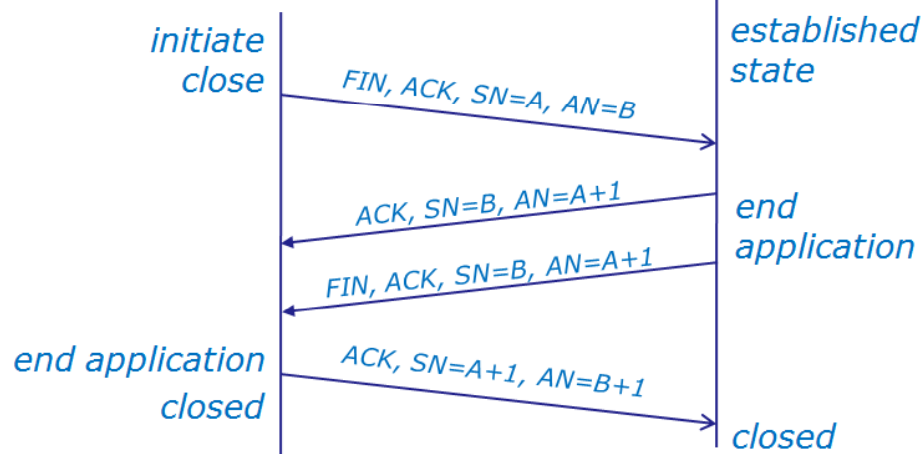 initiate
close
established
state
FIN, ACK, SN=A, AN=B
ACK, SN=B, AN=A+1
end
application
FIN, ACK, SN=B, AN=A+1
end application
closed
ACK, SN=A+1, AN=B+1
closed